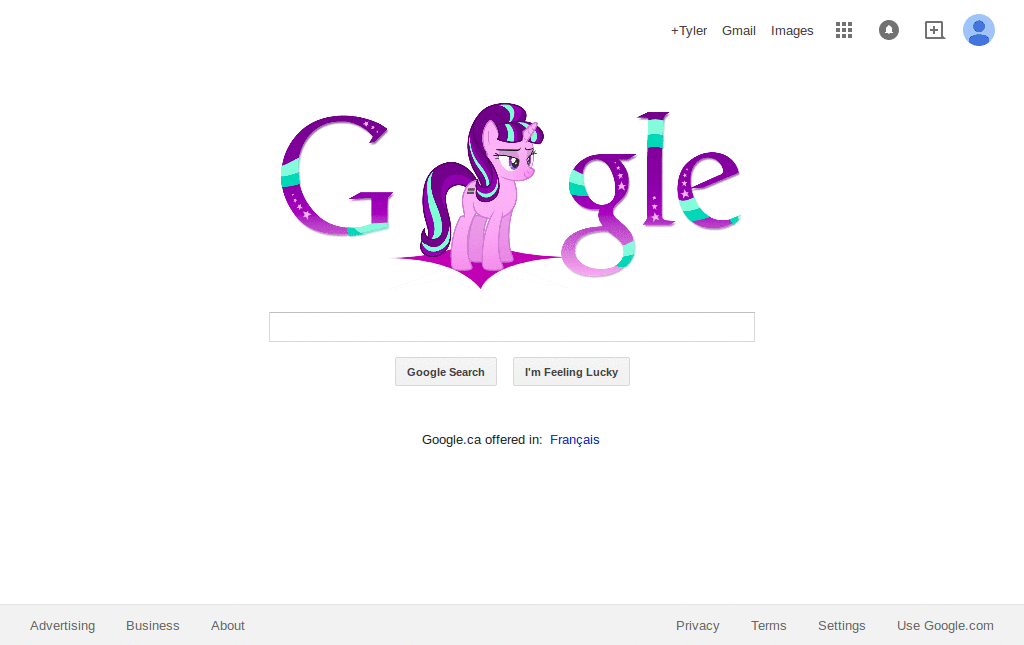 +Tyler Gmail Images
G gle
Google Search I'm Feeling Lucky
Google.ca offered in: Français
Advertising Business About Privacy Terms Settings Use Google.com